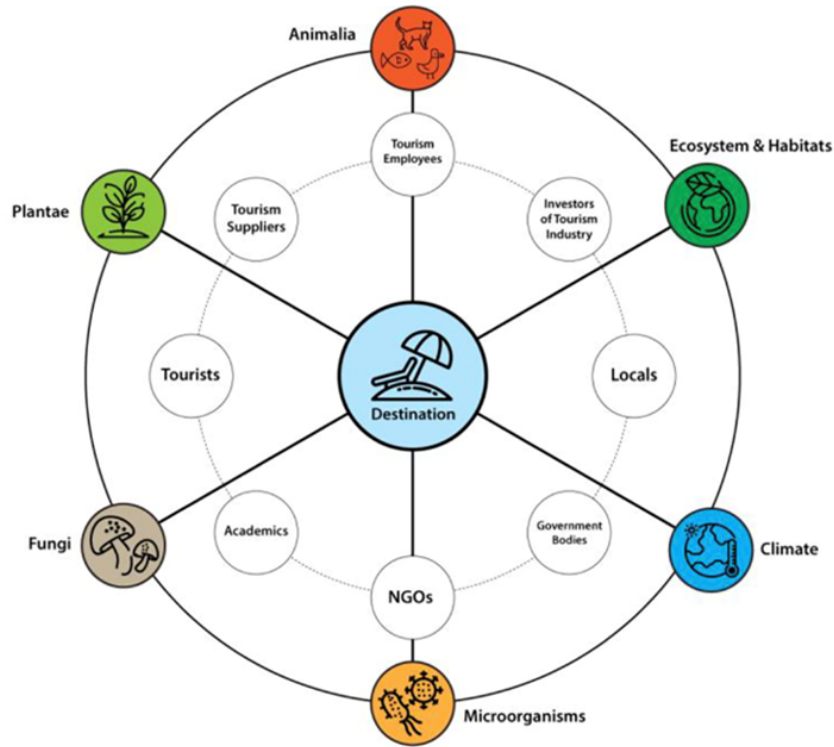 Animalia
Tourism
Employees
Ecosystem & Habitats
Plantae
Tourism
Suppliers
Investors
of Tourism
Industry
Tourists
Destination
Locals
Fungi
Academics
Government
Bodies
Climate
NGOs
Microorganisms